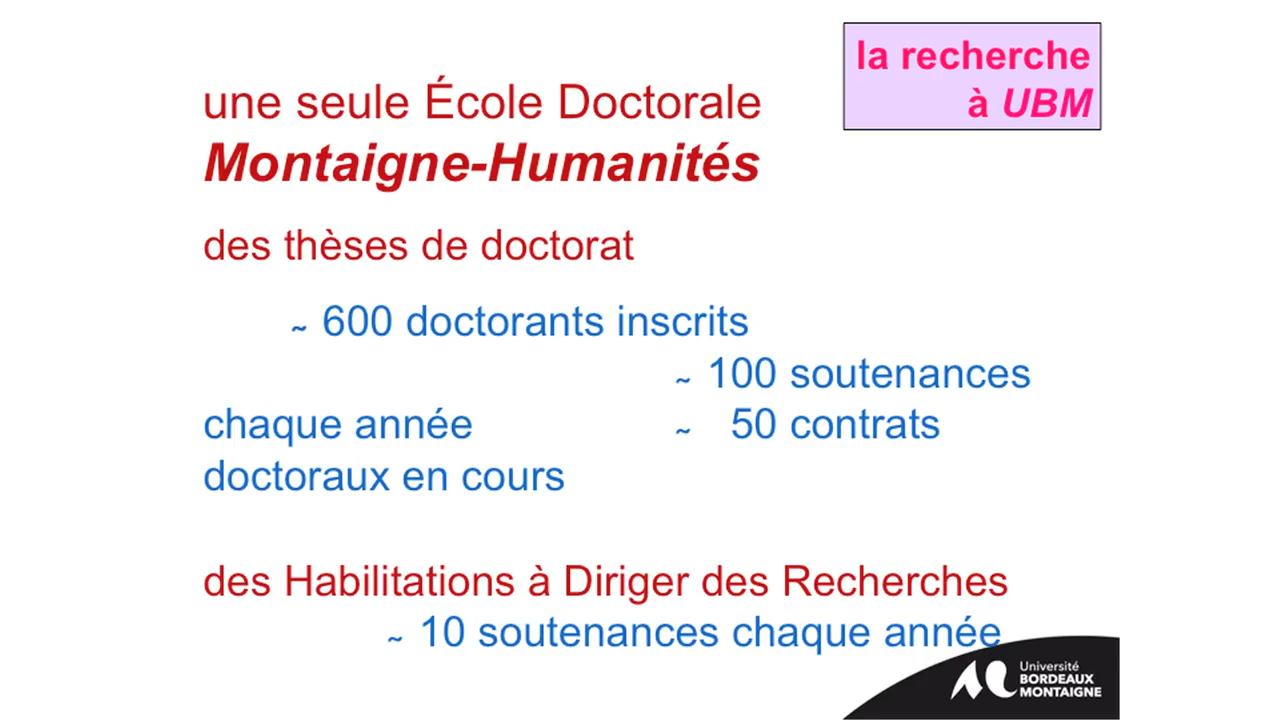 la recherche
à UBM
une seule École Doctorale
Montaigne-Humanités
des thèses de doctorat
~ 600 doctorants inscrits
~ 100 soutenances
chaque année ~ 50 contrats
doctoraux en cours
des Habilitations à Diriger des Recherches
~ 10 soutenances chaque année
Université
BORDEAUX
MONTAIGNE